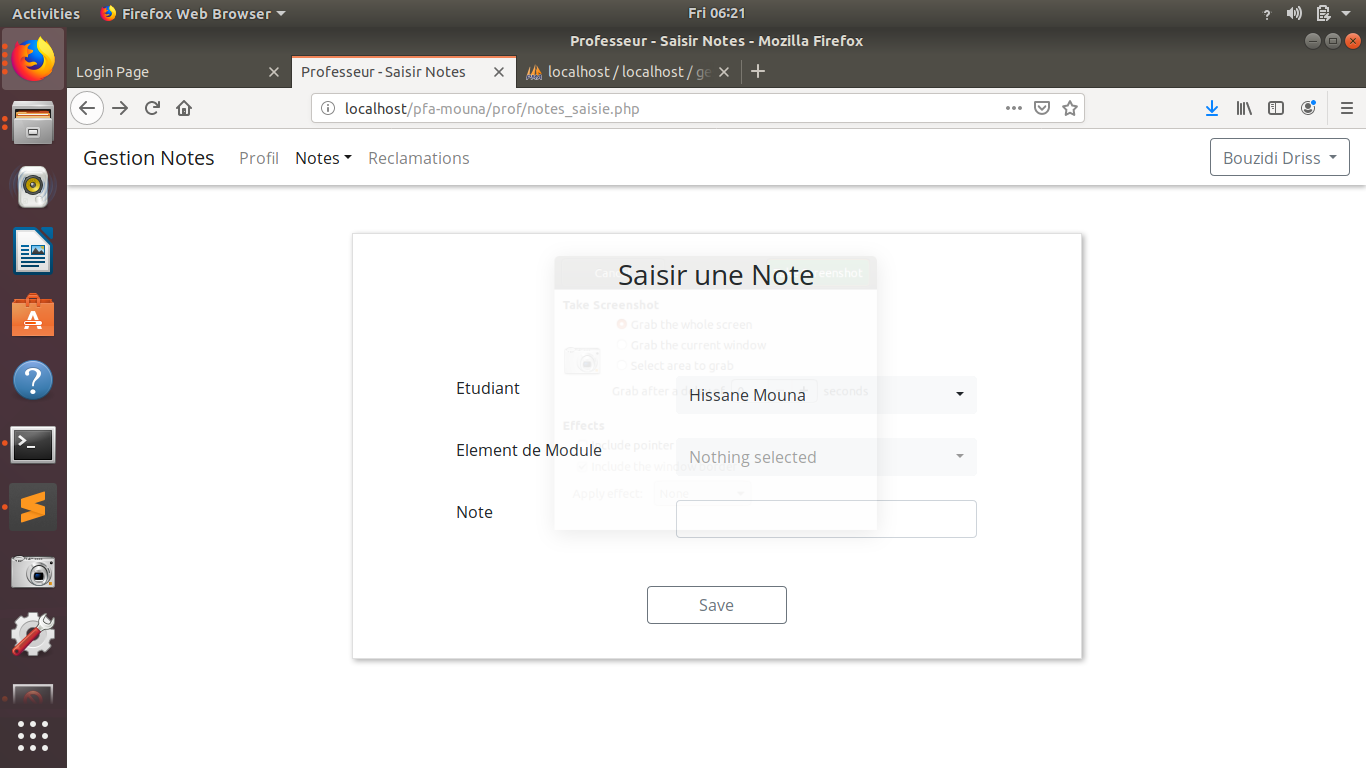 Activities Firefox Web Browser Fri 06:21
Professeur - Saisir Notes - Mozilla Firefox
Login Page Professeur - Saisir Notes localhost / localhost / ge
localhost/pfa-mouna/prof/notes_saisie.php
Gestion Notes Profil Notes Reclamations Bouzidi Driss
Saisir une Note
Take Screenshot
Grab the whole screen
Grab the current window
Select area to grab
Grab after a seconds
Etudiant Hissane Mouna
Effects
Include pointer
Element de Module Nothing selected
Include the window border
Apply effect: None
Note
Save